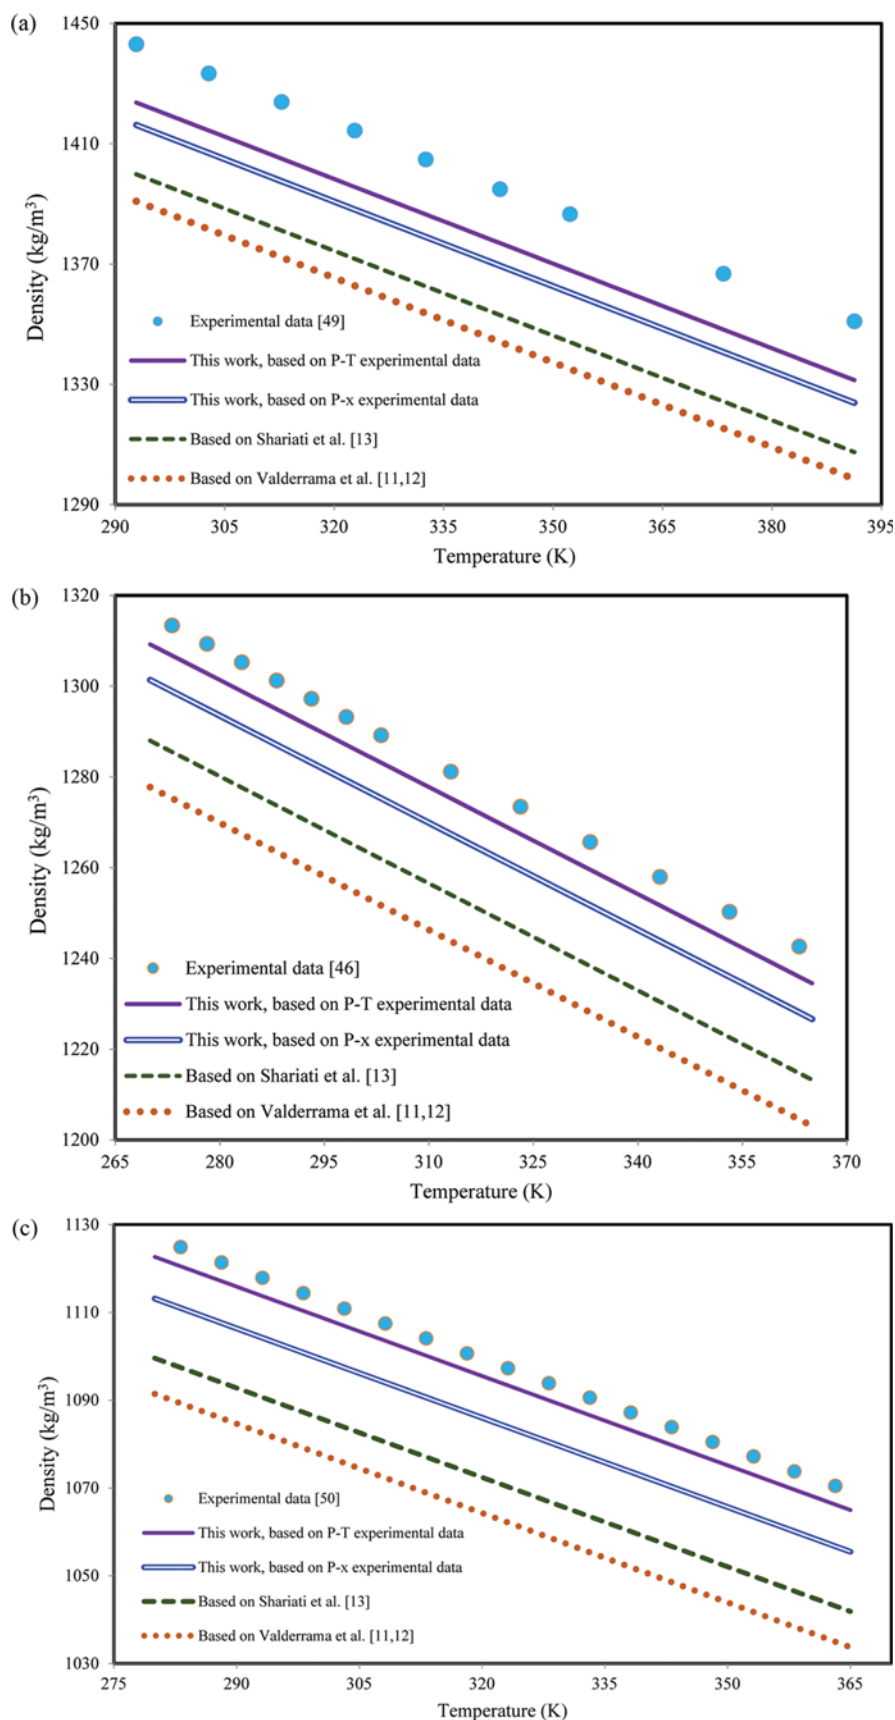 (a)
1450
1410
1370
1330
1290
Density (kg/m³)
Experimental data [49]
This work, based on P-T experimental data
This work, based on P-x experimental data
Based on Shariati et al. [13]
Based on Valderrama et al. [11,12]
290 305 320 335 350 365 380 395
Temperature (K)
(b)
1320
1300
1280
1260
1240
1220
1200
Density (kg/m³)
Experimental data [46]
This work, based on P-T experimental data
This work, based on P-x experimental data
Based on Shariati et al. [13]
Based on Valderrama et al. [11,12]
265 280 295 310 325 340 355 370
Temperature (K)
(c)
1130
1110
1090
1070
1050
1030
Density (kg/m³)
Experimental data [50]
This work, based on P-T experimental data
This work, based on P-x experimental data
Based on Shariati et al. [13]
Based on Valderrama et al. [11,12]
275 290 305 320 335 350 365
Temperature (K)